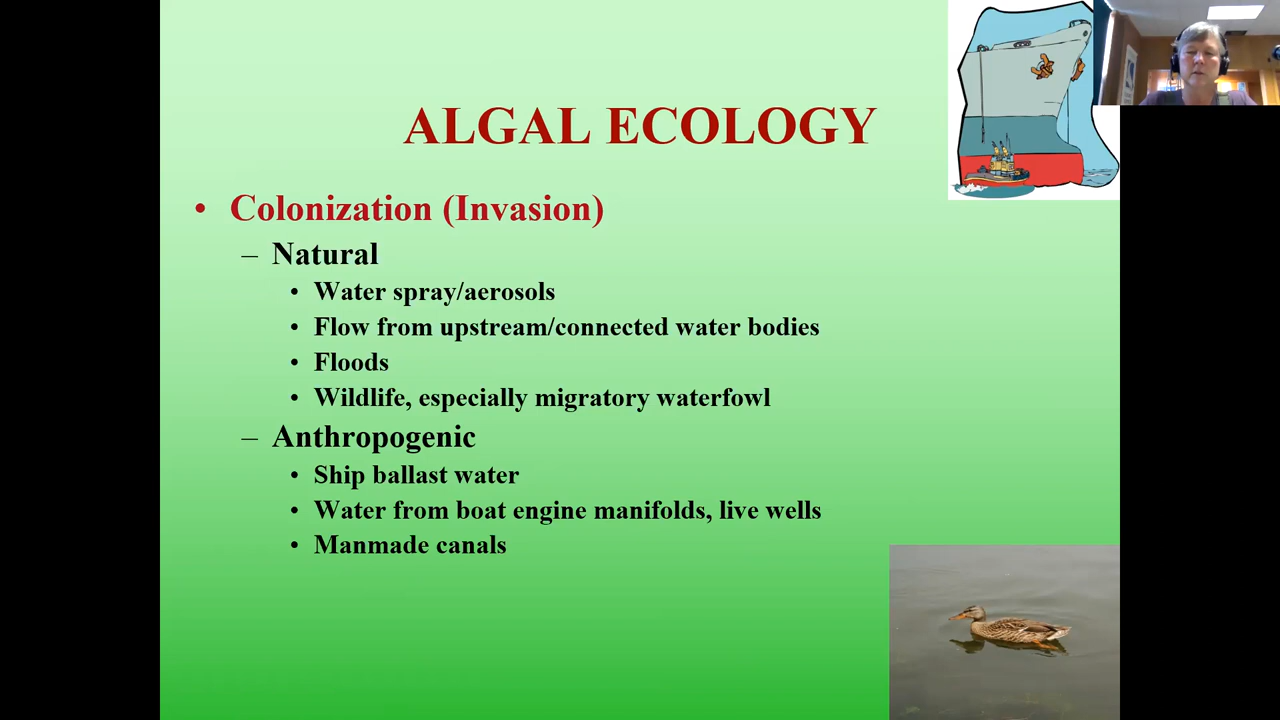 ALGAL ECOLOGY
• Colonization (Invasion)
– Natural
• Water spray/aerosols
• Flow from upstream/connected water bodies
• Floods
• Wildlife, especially migratory waterfowl
– Anthropogenic
• Ship ballast water
• Water from boat engine manifolds, live wells
• Manmade canals